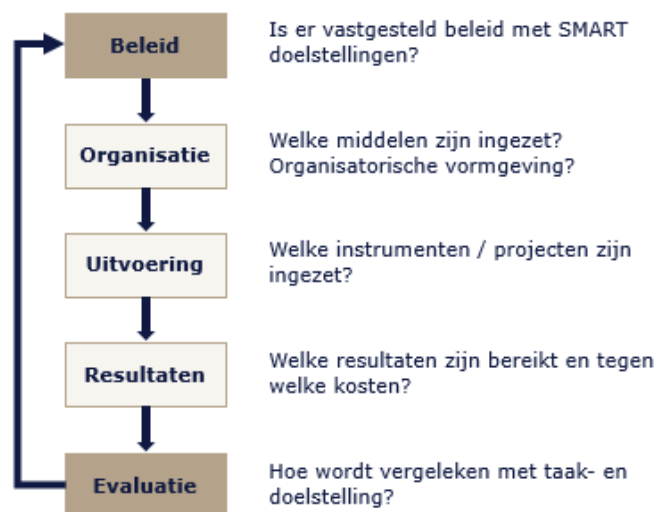 Beleid
Is er vastgesteld beleid met SMART
doelstellingen?
Organisatie
Welke middelen zijn ingezet?
Organisatorische vormgeving?
Uitvoering
Welke instrumenten / projecten zijn
ingezet?
Resultaten
Welke resultaten zijn bereikt en tegen
welke kosten?
Evaluatie
Hoe wordt vergeleken met taak- en
doelstelling?